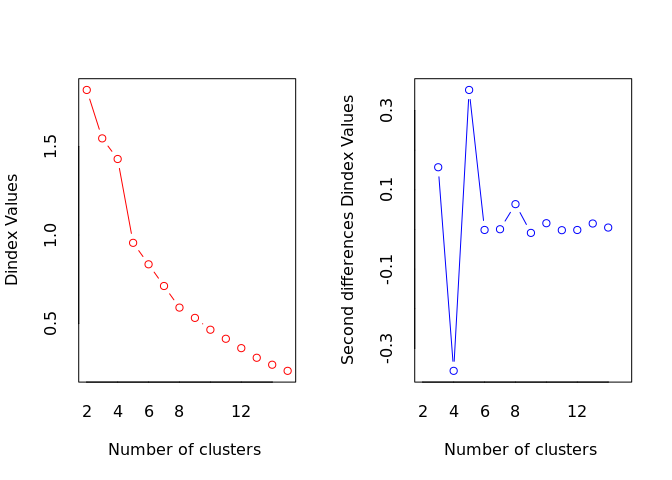 Dindex Values
0.5 1.0 1.5
2 4 6 8 12
Number of clusters
Second differences Dindex Values
-0.3 -0.1 0.1 0.3
2 4 6 8 12
Number of clusters